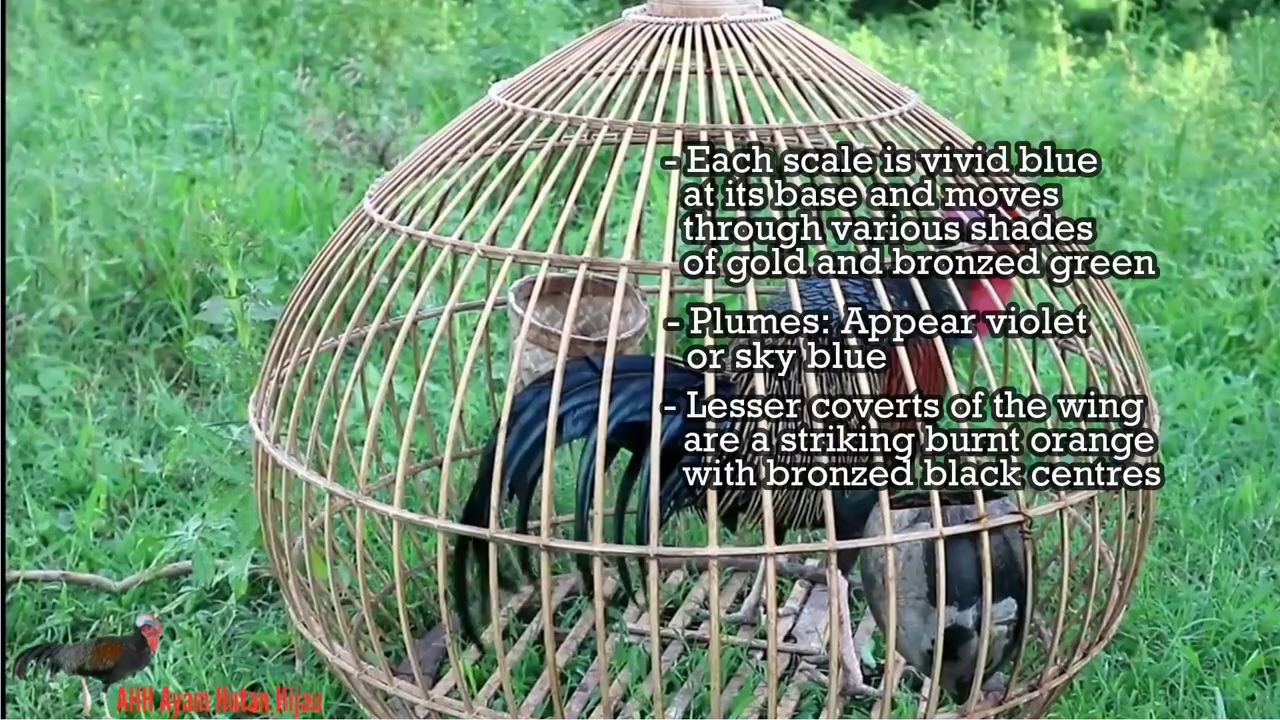 - Each scale is vivid blue
at its base and moves
through various shades
of gold and bronzed green
- Plumes: Appear violet
or sky blue
- Lesser coverts of the wing
are a striking burnt orange
with bronzed black centres
AHH Ayam Hutan Hijau